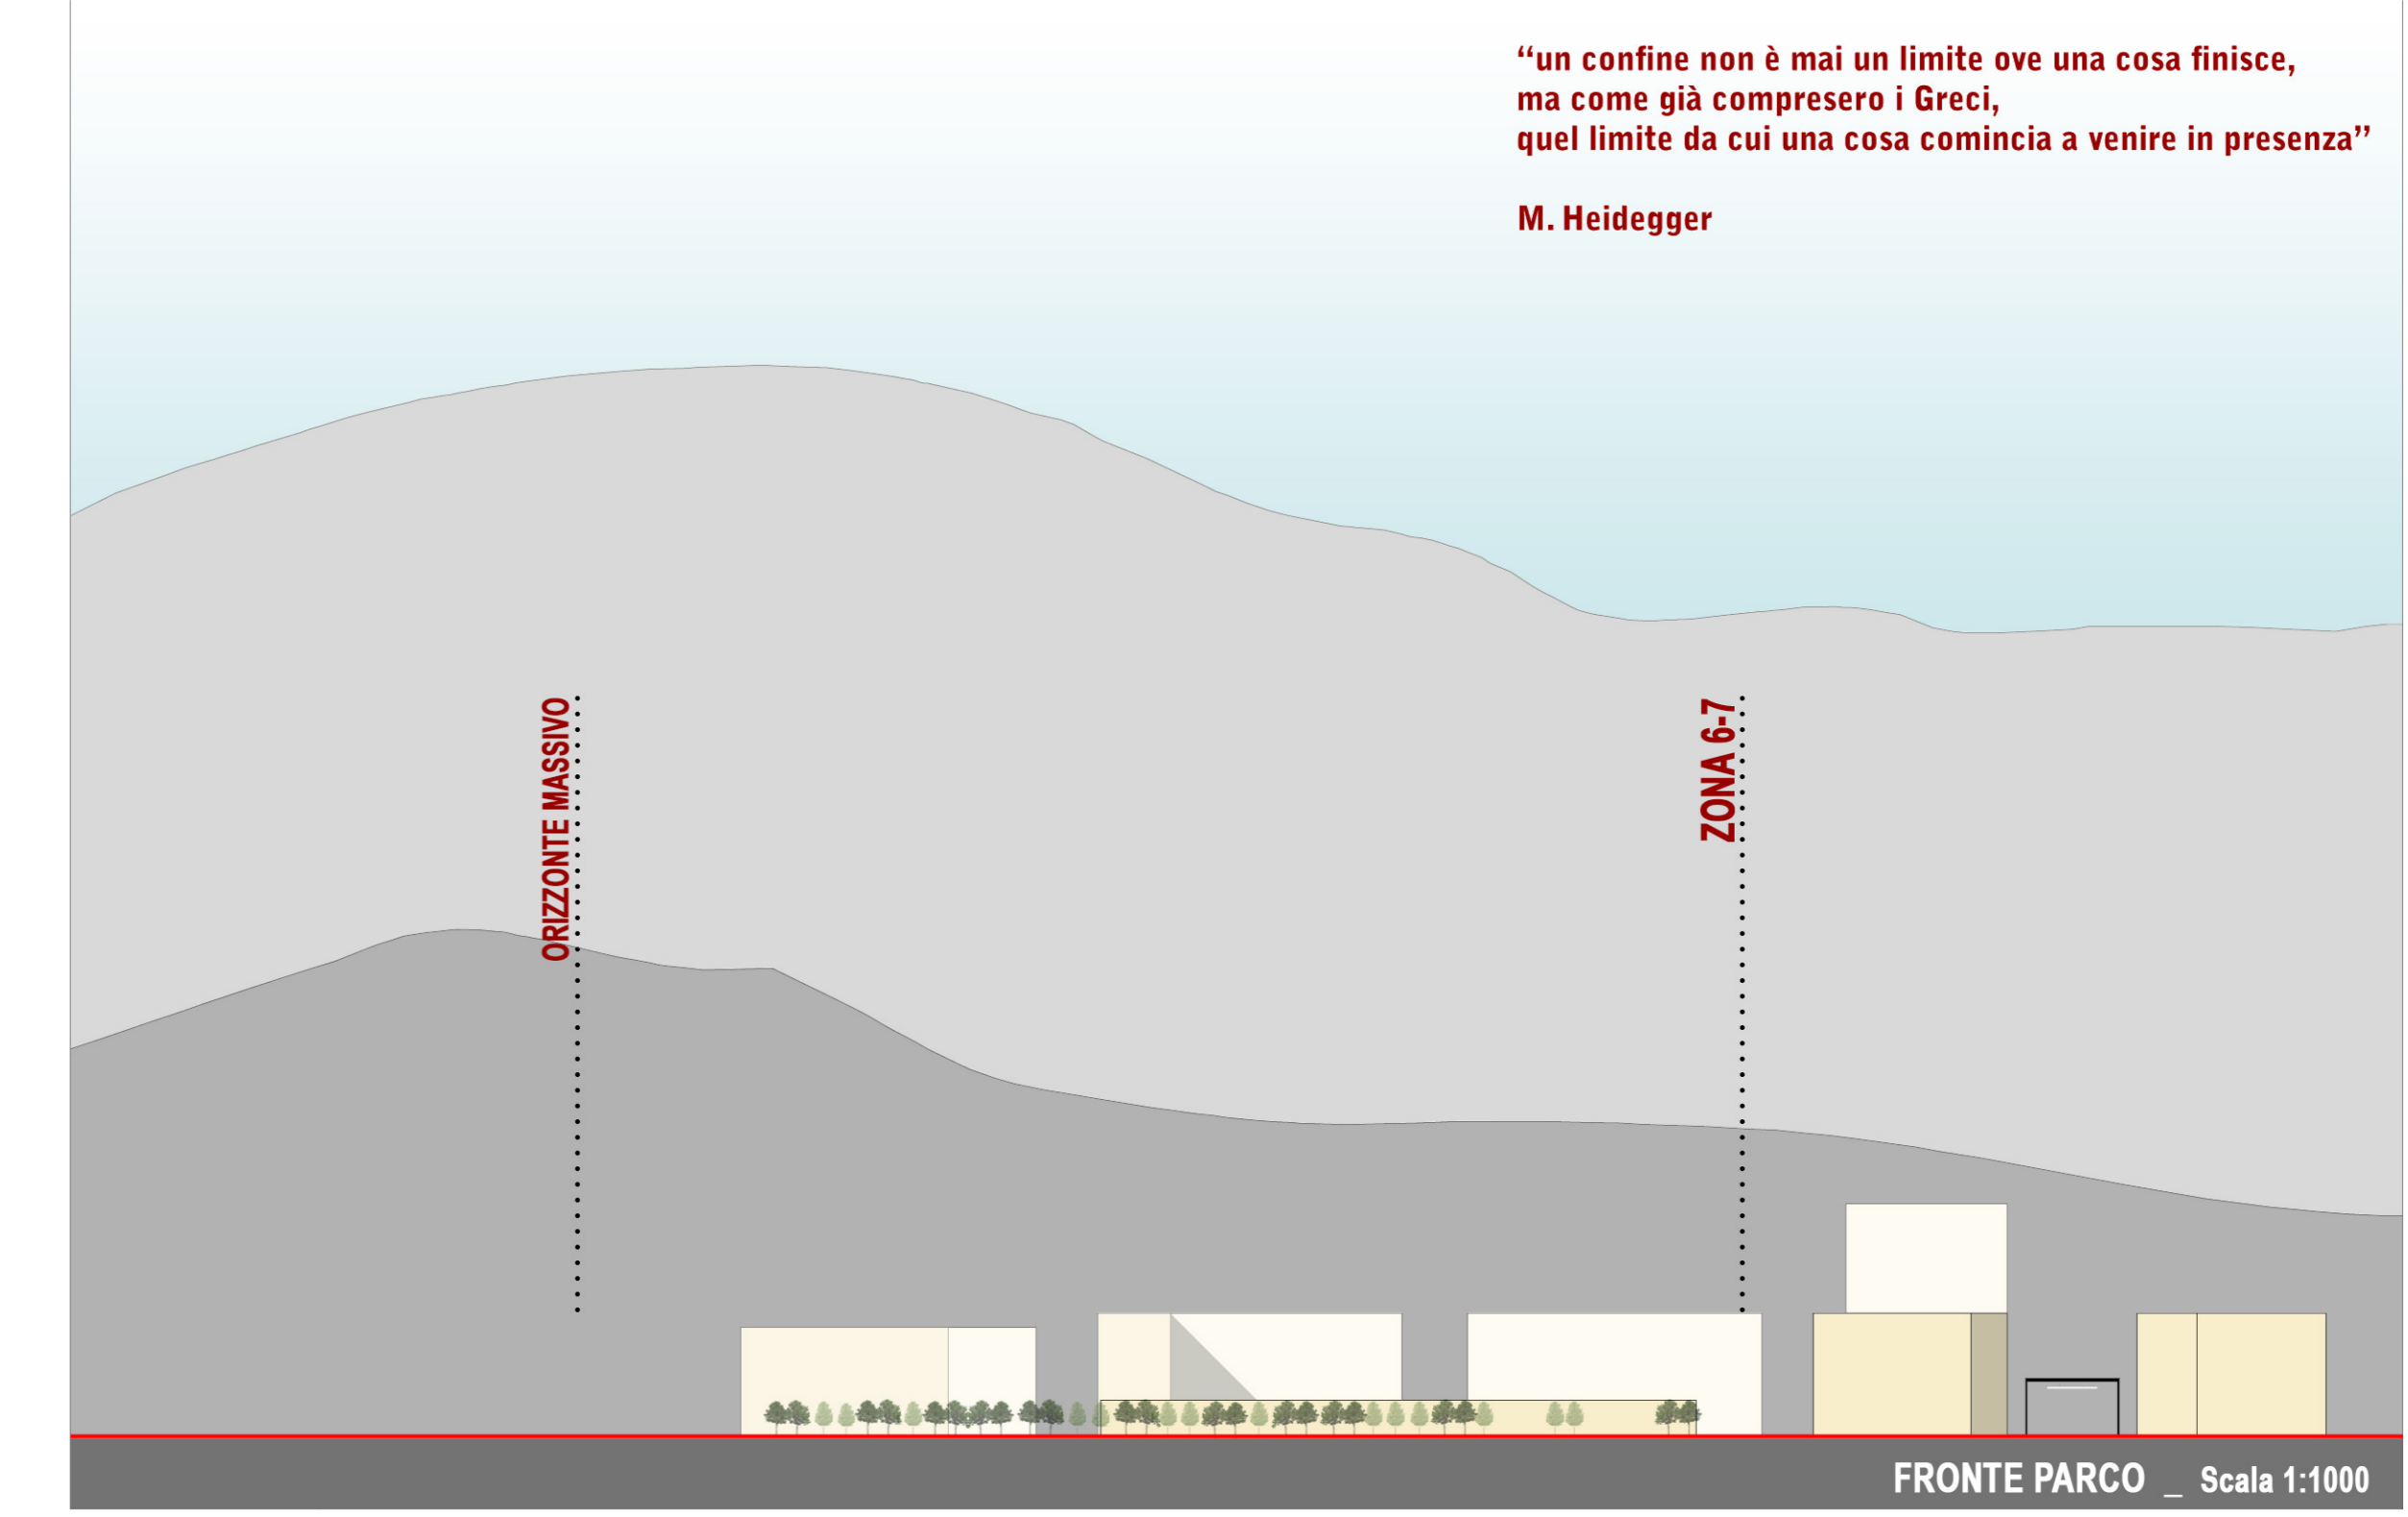 “un confine non è mai un limite ove una cosa finisce,
ma come già compresero i Greci,
quel limite da cui una cosa comincia a venire in presenza”
M. Heidegger
ORIZZONTE MASSIVO
ZONA 6-7
FRONTE PARCO _ Scala 1:1000